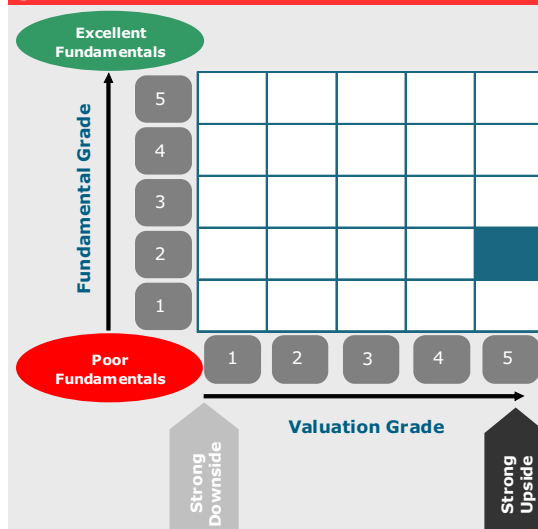 Excellent
Fundamentals
Fundamental Grade
5
4
3
2
1
Poor
Fundamentals
1 2 3 4 5
Valuation Grade
Strong
Downside
Strong
Upside